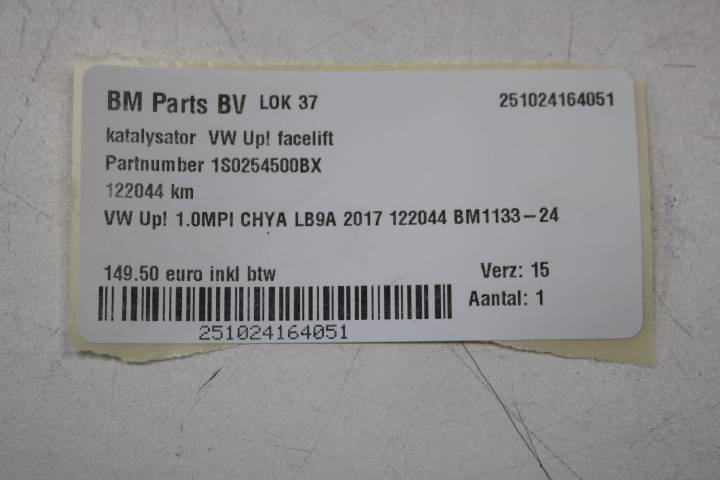 BM Parts BV LOK 37 251024164051
katalysator VW Up! facelift
Partnumber 1S0254500BX
122044 km
VW Up! 1.0MPI CHYA LB9A 2017 122044 BM1133-24
149.50 euro inkl btw Verz: 15
Aantal: 1
251024164051